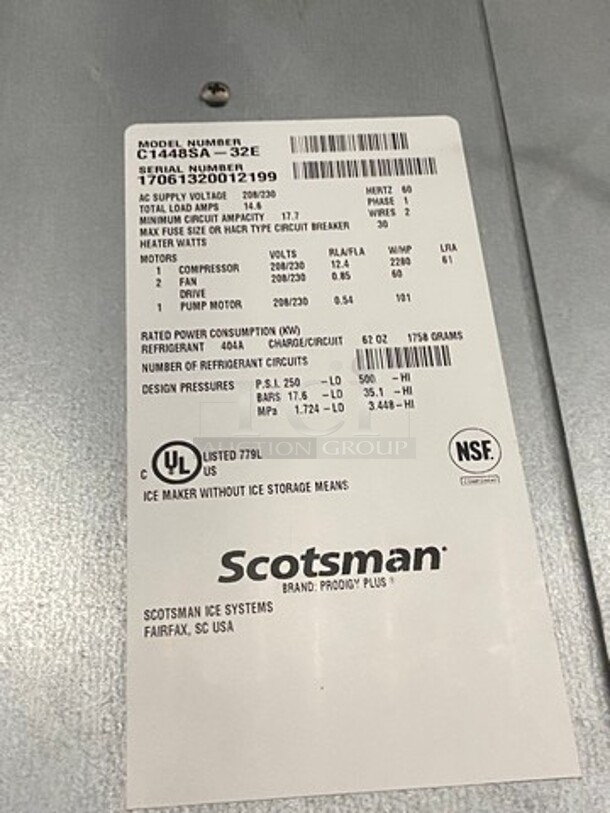 MODEL NUMBER
C1448SA-32E
SERIAL NUMBER
17061320012199
AC SUPPLY VOLTAGE 208/230 HERTZ 60
TOTAL LOAD AMPS 14.6 PHASE 1
MINIMUM CIRCUIT AMPACITY 17.7 WIRES 2
MAX FUSE SIZE OR HACR TYPE CIRCUIT BREAKER 30
HEATER WATTS
MOTORS VOLTS RLA/FLA W/HP LRA
1 COMPRESSOR 208/230 12.4 2280 61
2 FAN 208/230 0.85 60
DRIVE
1 PUMP MOTOR 208/230 0.54 101
RATED POWER CONSUMPTION (KW)
REFRIGERANT 404A CHARGE/CIRCUIT 62 OZ 1758 GRAMS
NUMBER OF REFRIGERANT CIRCUITS
DESIGN PRESSURES P.S.I. 250 -LO 500 -HI
BARS 17.6 -LO 35.1 -HI
MPa 1.724 -LO 3.448-HI
TCI
AUCTION GROUP
C UL US LISTED 779L
NSF.
COMPONENT
ICE MAKER WITHOUT ICE STORAGE MEANS
Scotsman
BRAND: PRODIGY PLUS ®
SCOTSMAN ICE SYSTEMS
FAIRFAX, SC USA